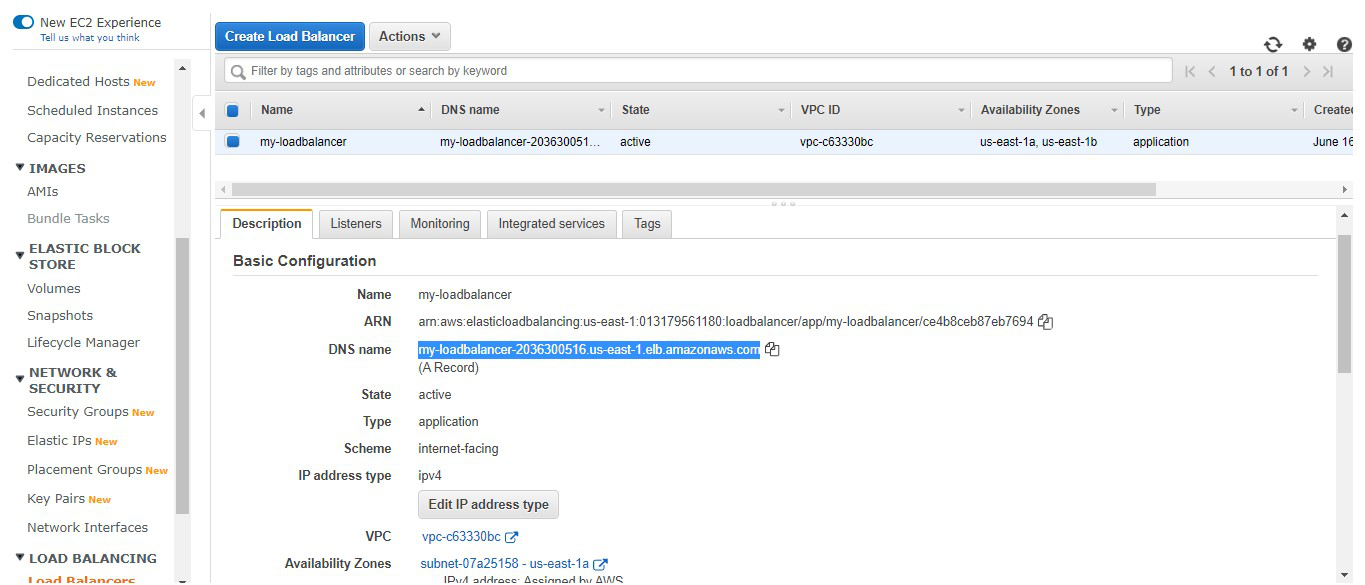 New EC2 Experience
Tell us what you think
Dedicated Hosts New
Scheduled Instances
Capacity Reservations
IMAGES
AMIs
Bundle Tasks
ELASTIC BLOCK
STORE
Volumes
Snapshots
Lifecycle Manager
NETWORK &
SECURITY
Security Groups New
Elastic IPs New
Placement Groups New
Key Pairs New
Network Interfaces
LOAD BALANCING
Load Balancers
Create Load Balancer Actions
Filter by tags and attributes or search by keyword 1 to 1 of 1
Name DNS name State VPC ID Availability Zones Type Created
my-loadbalancer my-loadbalancer-203630051... active vpc-c63330bc us-east-1a, us-east-1b application June 16
Description Listeners Monitoring Integrated services Tags
Basic Configuration
Name my-loadbalancer
ARN arn:aws:elasticloadbalancing:us-east-1:013179561180:loadbalancer/app/my-loadbalancer/ce4b8ceb87eb7694
DNS name my-loadbalancer-2036300516.us-east-1.elb.amazonaws.com
(A Record)
State active
Type application
Scheme internet-facing
IP address type ipv4
Edit IP address type
VPC vpc-c63330bc
Availability Zones subnet-07a25158 - us-east-1a
IPv4 address: Assigned by AWS